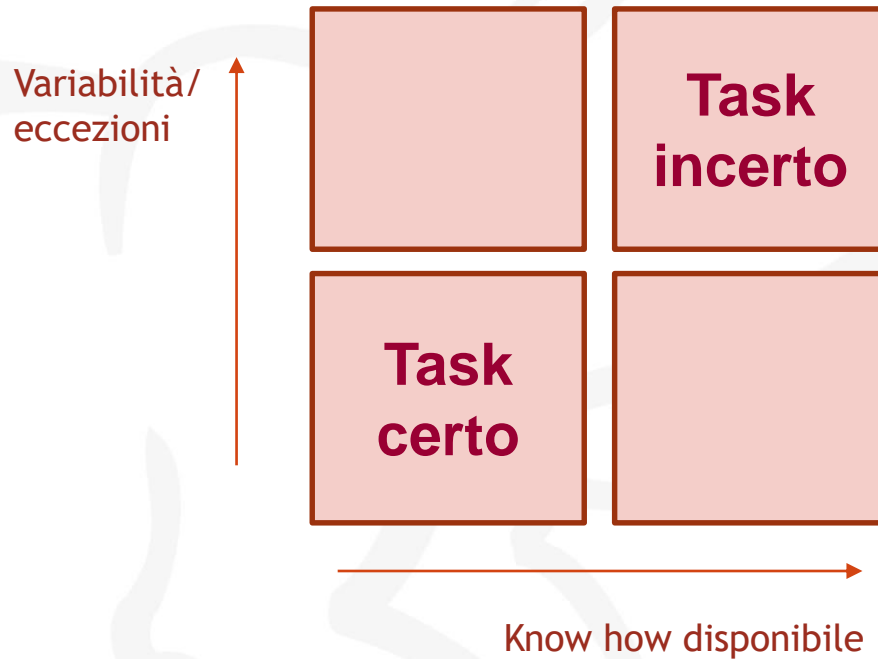 Variabilità/
eccezioni
Task
incerto
Task
certo
Know how disponibile